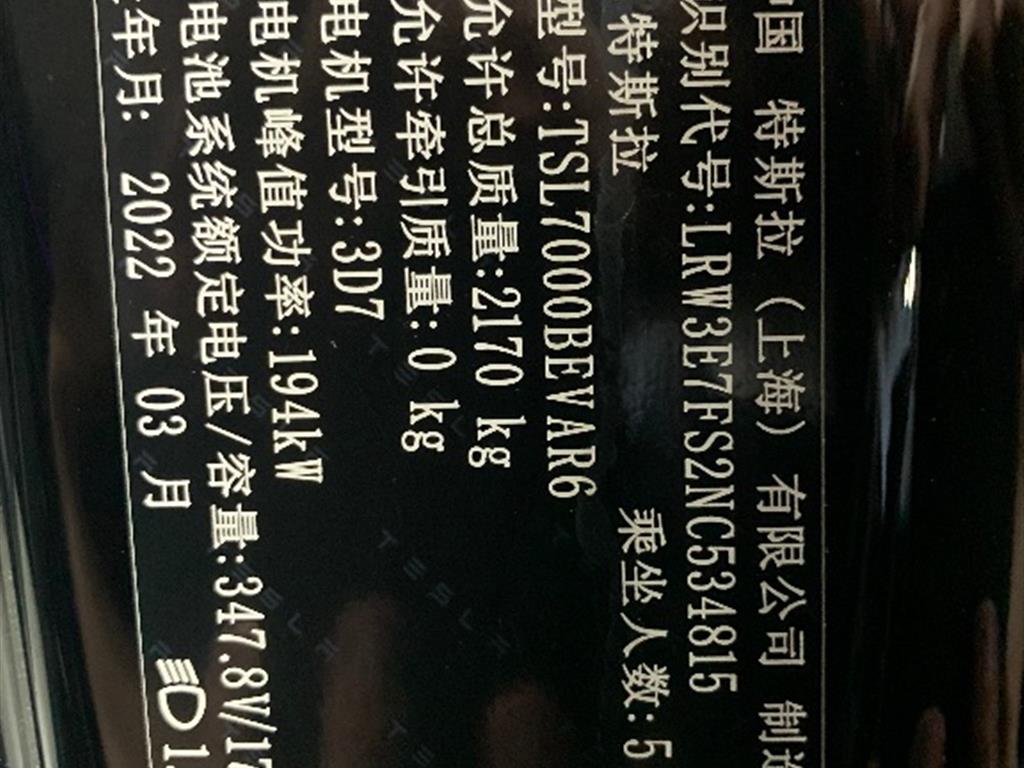 中国 特斯拉（上海）有限公司 制造
识别代号:LRW3E7FS2NC534815
特斯拉 乘坐人数:5
型号:TSL7000BEVAR6
允许总质量:2170 kg
允许牵引质量:0 kg
电机型号:3D7
电机峰值功率:194kW
电池系统额定电压/容量:347.8V/17
年月: 2022 年 03 月
TESLA